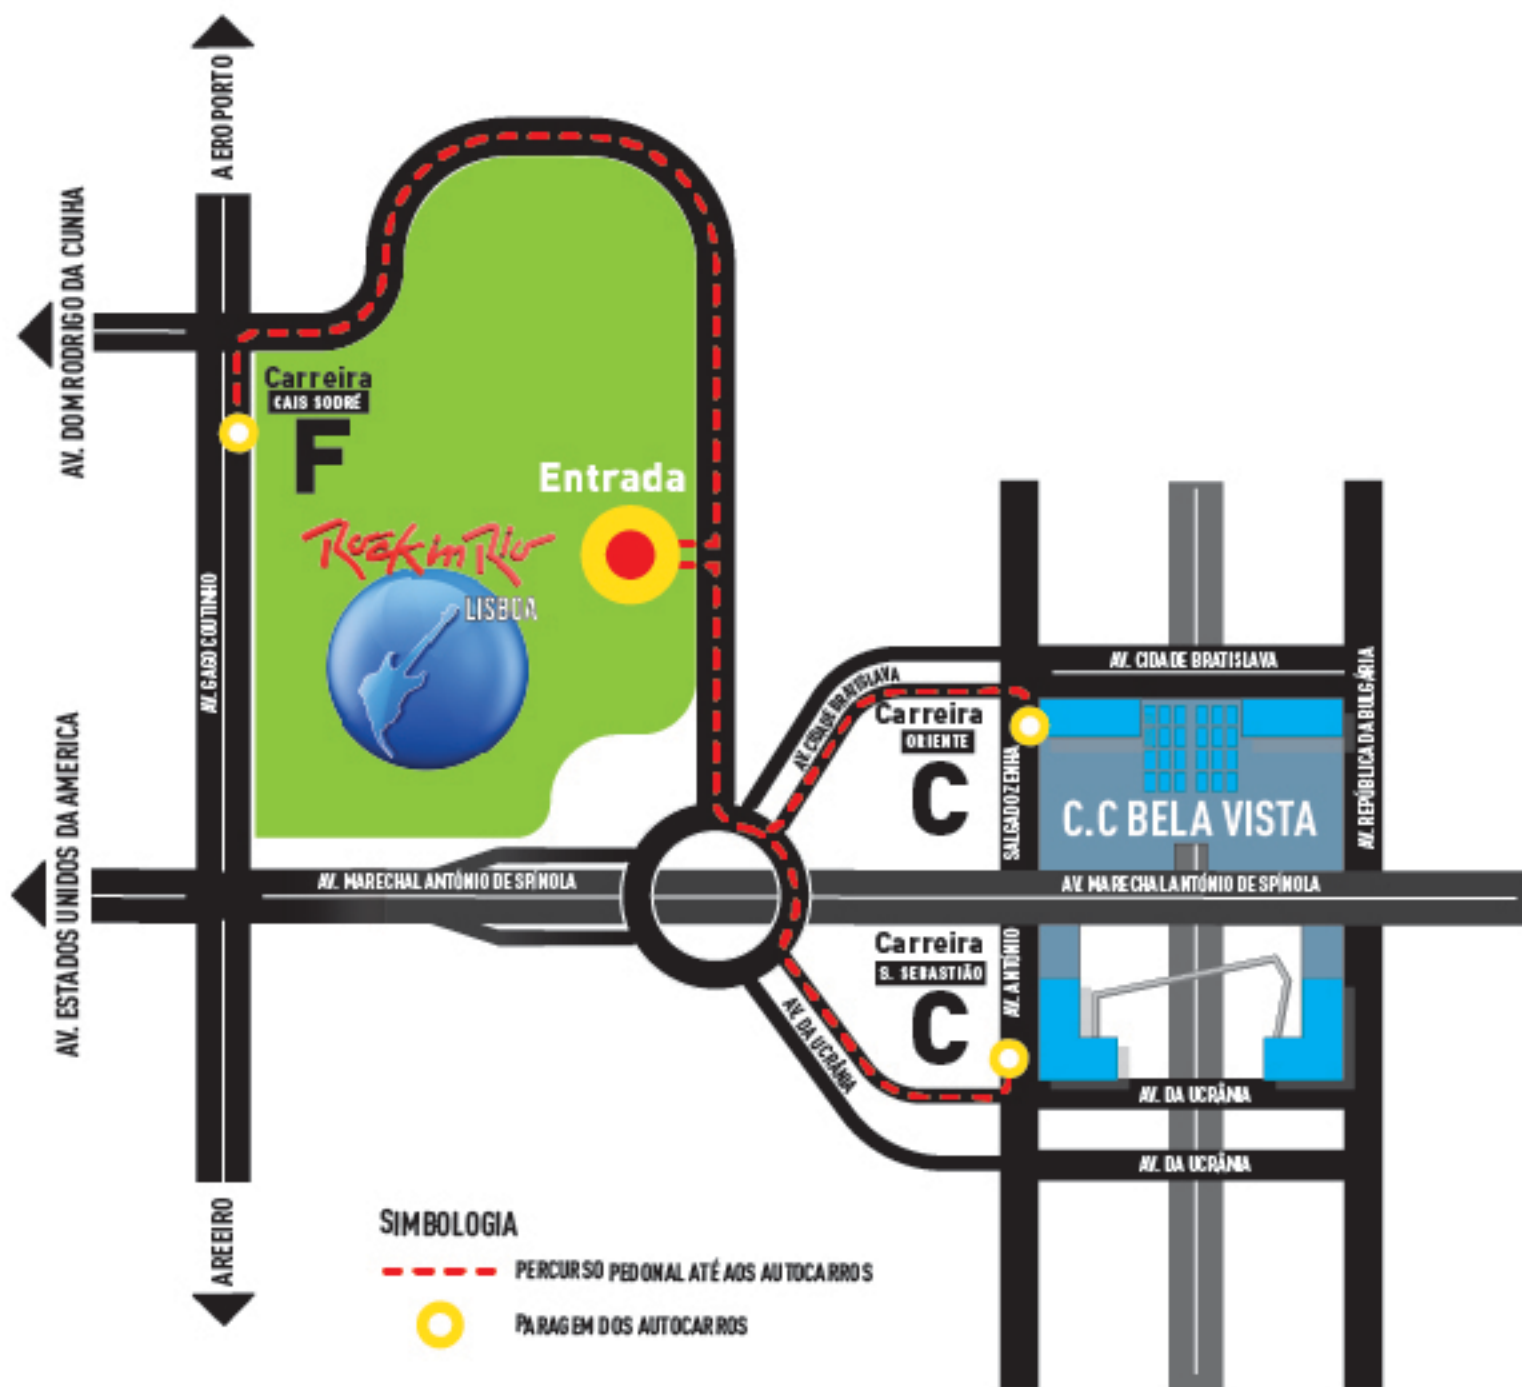 AEROPORTO
AV. DOM RODRIGO DA CUNHA
Carreira
CAIS SODRÉ
F
Entrada
Rock in Rio
LISBOA
AV. GAGO COUTINHO
AV. CIDADE BRATISLAVA
AV. CIDADE BRATISLAVA
AV. REPÚBLICA DA BULGÁRIA
Carreira
ORIENTE
C
SALGADO ZENHA
C.C BELA VISTA
AV. ESTADOS UNIDOS DA AMERICA
AV. MARECHAL ANTÓNIO DE SPÍNOLA
AV. MARECHAL ANTÓNIO DE SPÍNOLA
Carreira
S. SEBASTIÃO
C
AV. ANTÓNIO
AV. DA UCRÂNIA
AV. DA UCRÂNIA
AV. DA UCRÂNIA
AREEIRO
SIMBOLOGIA
PERCURSO PEDONAL ATÉ AOS AUTOCARROS
PARAGEM DOS AUTOCARROS